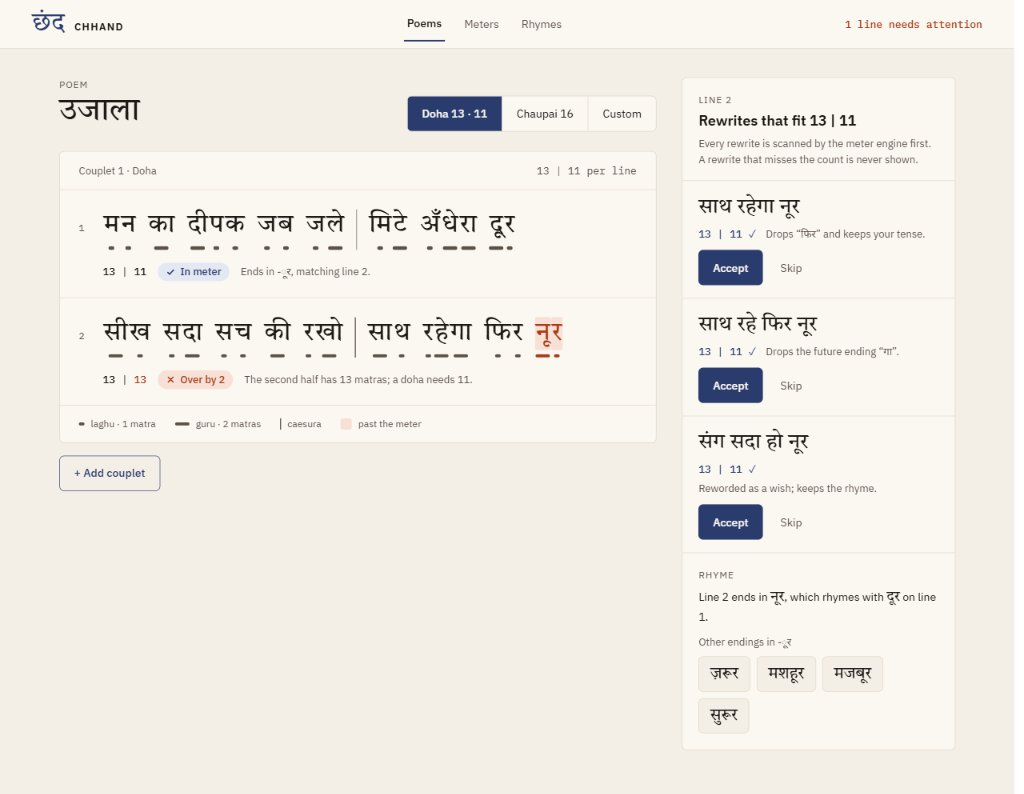 छंद CHHAND
Poems Meters Rhymes
1 line needs attention
POEM
उजाला
Doha 13 · 11 Chaupai 16 Custom
Couplet 1 · Doha 13 | 11 per line
1 मन का दीपक जब जले | मिटे अँधेरा दूर
13 | 11 ✓ In meter Ends in -ूर, matching line 2.
2 सीख सदा सच की रखो | साथ रहेगा फिर नूर
13 | 13 ✕ Over by 2 The second half has 13 matras; a doha needs 11.
laghu · 1 matra guru · 2 matras caesura past the meter
+ Add couplet
LINE 2
Rewrites that fit 13 | 11
Every rewrite is scanned by the meter engine first.
A rewrite that misses the count is never shown.
साथ रहेगा नूर
13 | 11 ✓ Drops “फिर” and keeps your tense.
Accept Skip
साथ रहे फिर नूर
13 | 11 ✓ Drops the future ending “गा”.
Accept Skip
संग सदा हो नूर
13 | 11 ✓
Reworded as a wish; keeps the rhyme.
Accept Skip
RHYME
Line 2 ends in नूर, which rhymes with दूर on line
1.
Other endings in -ूर
ज़रूर मशहूर मजबूर
सुरूर